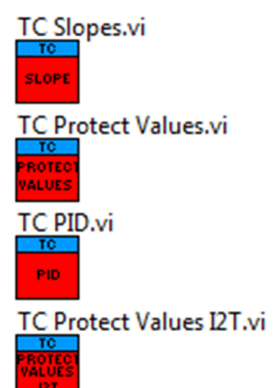 TC Slopes.vi
TC
SLOPE
TC Protect Values.vi
TC
PROTECT
VALUES
TC PID.vi
TC
PID
TC Protect Values I2T.vi
TC
PROTECT
VALUES
I2T